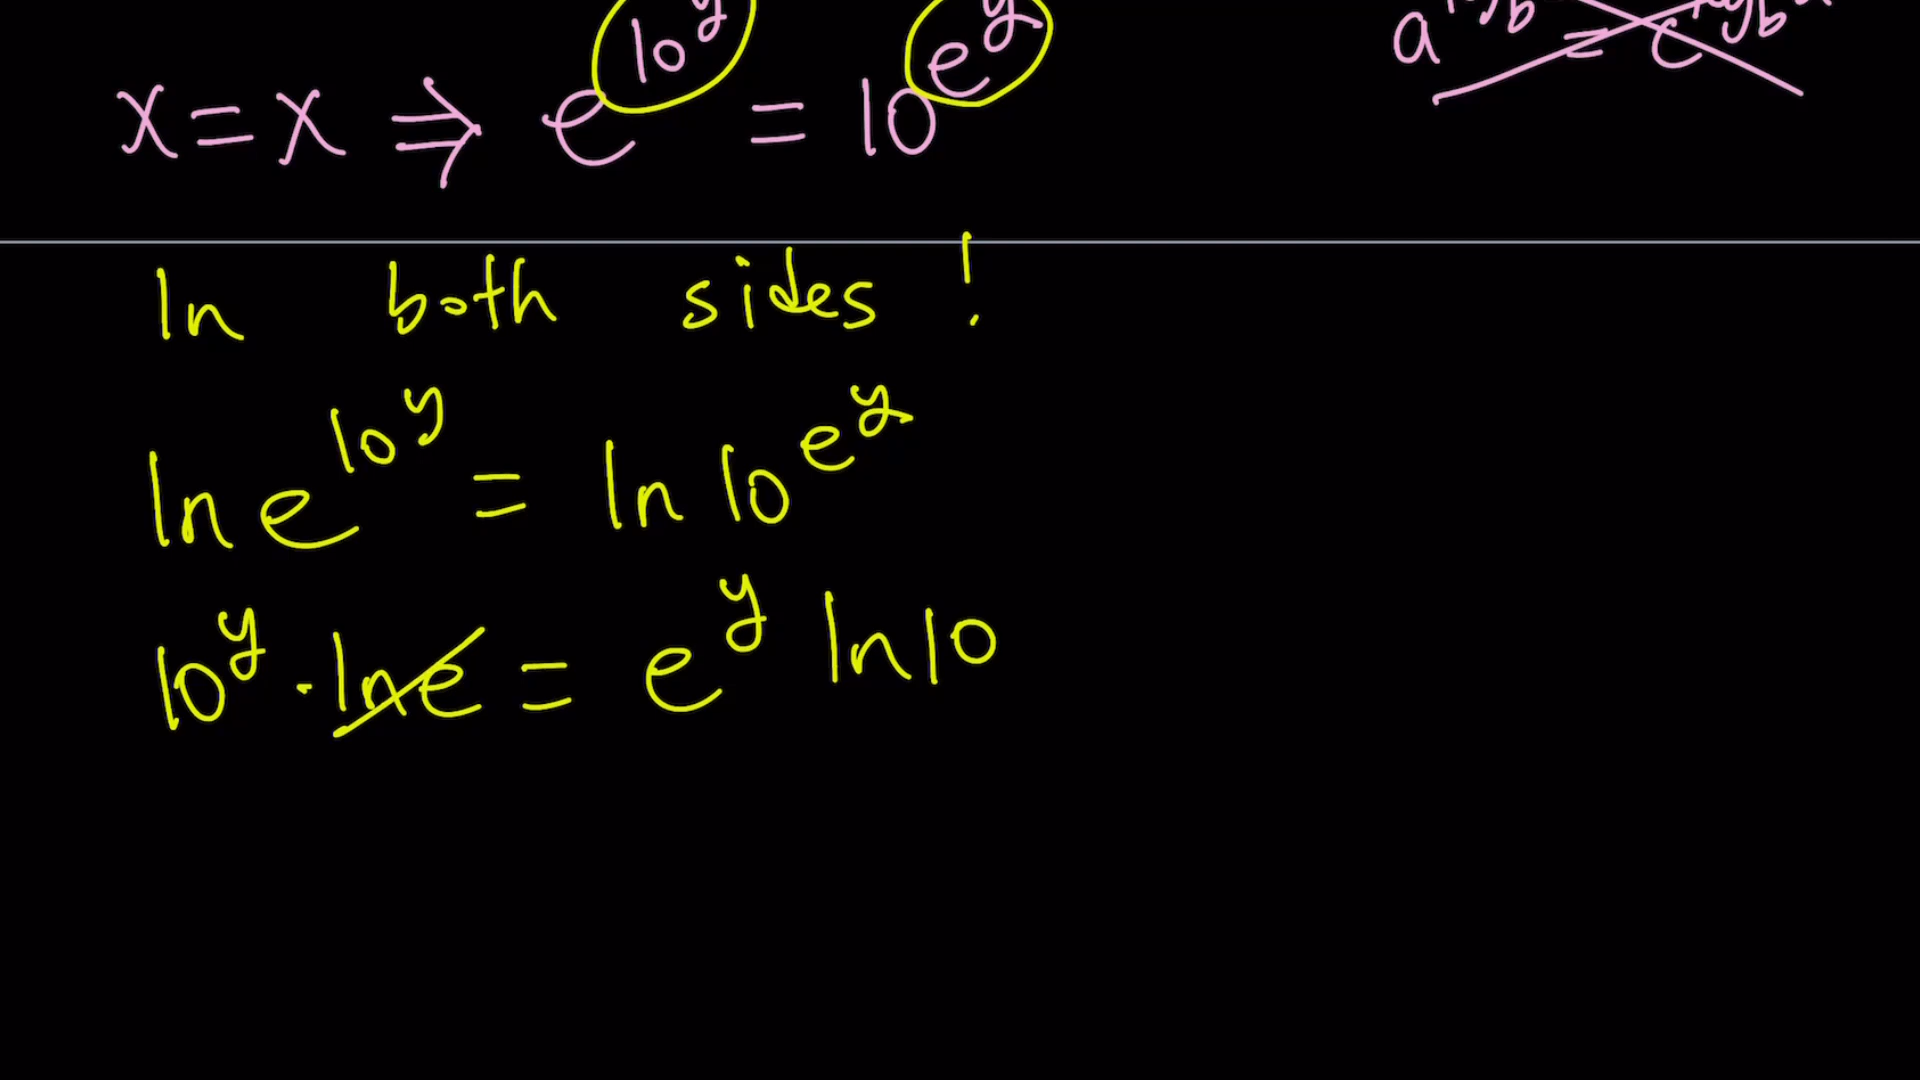 x = x ⇒ e^10^y = 10^e^y
a = c
ln both sides !
ln e^10^y = ln 10^e^y
10^y · ln e = e^y ln 10